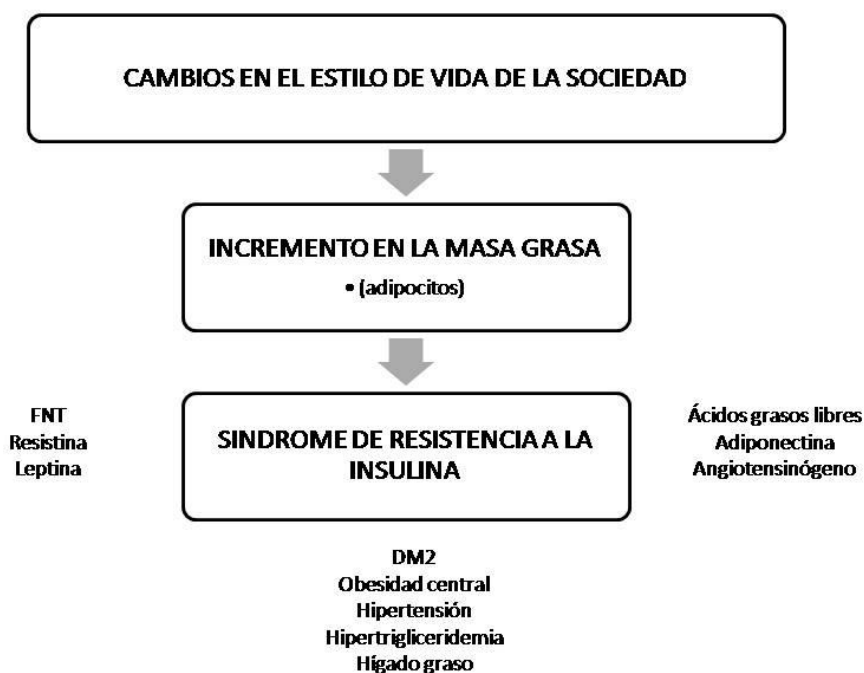 CAMBIOS EN EL ESTILO DE VIDA DE LA SOCIEDAD
INCREMENTO EN LA MASA GRASA
• (adipocitos)
FNT
Resistina
Leptina
SINDROME DE RESISTENCIA A LA
INSULINA
Ácidos grasos libres
Adiponectina
Angiotensinógeno
DM2
Obesidad central
Hipertensión
Hipertrigliceridemia
Hígado graso